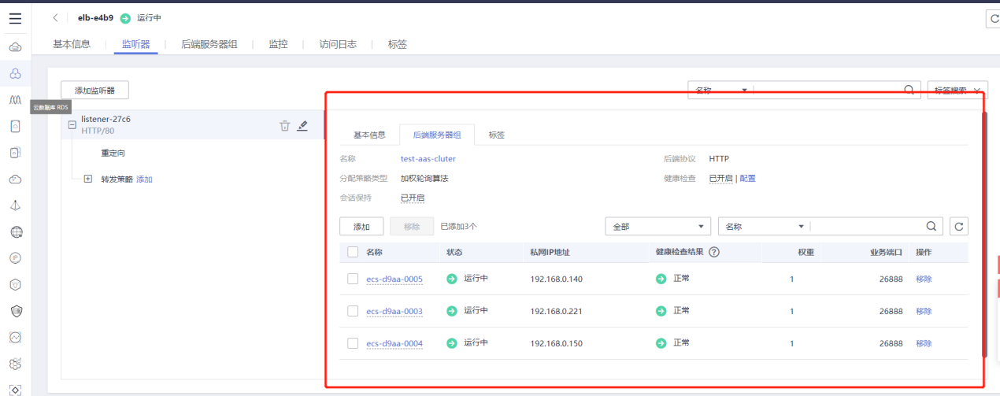 elb-e4b9 运行中
基本信息 监听器 后端服务器组 监控 访问日志 标签
添加监听器 名称 标签搜索
云数据库 RDS
listener-27c6
HTTP/80
重定向
转发策略 添加
基本信息 后端服务器组 标签
名称 test-aas-cluter 后端协议 HTTP
分配策略类型 加权轮询算法 健康检查 已开启 | 配置
会话保持 已开启
添加 移除 已添加3个 全部 名称
名称 状态 私网IP地址 健康检查结果 ? 权重 业务端口 操作
ecs-d9aa-0005 运行中 192.168.0.140 正常 1 26888 移除
ecs-d9aa-0003 运行中 192.168.0.221 正常 1 26888 移除
ecs-d9aa-0004 运行中 192.168.0.150 正常 1 26888 移除